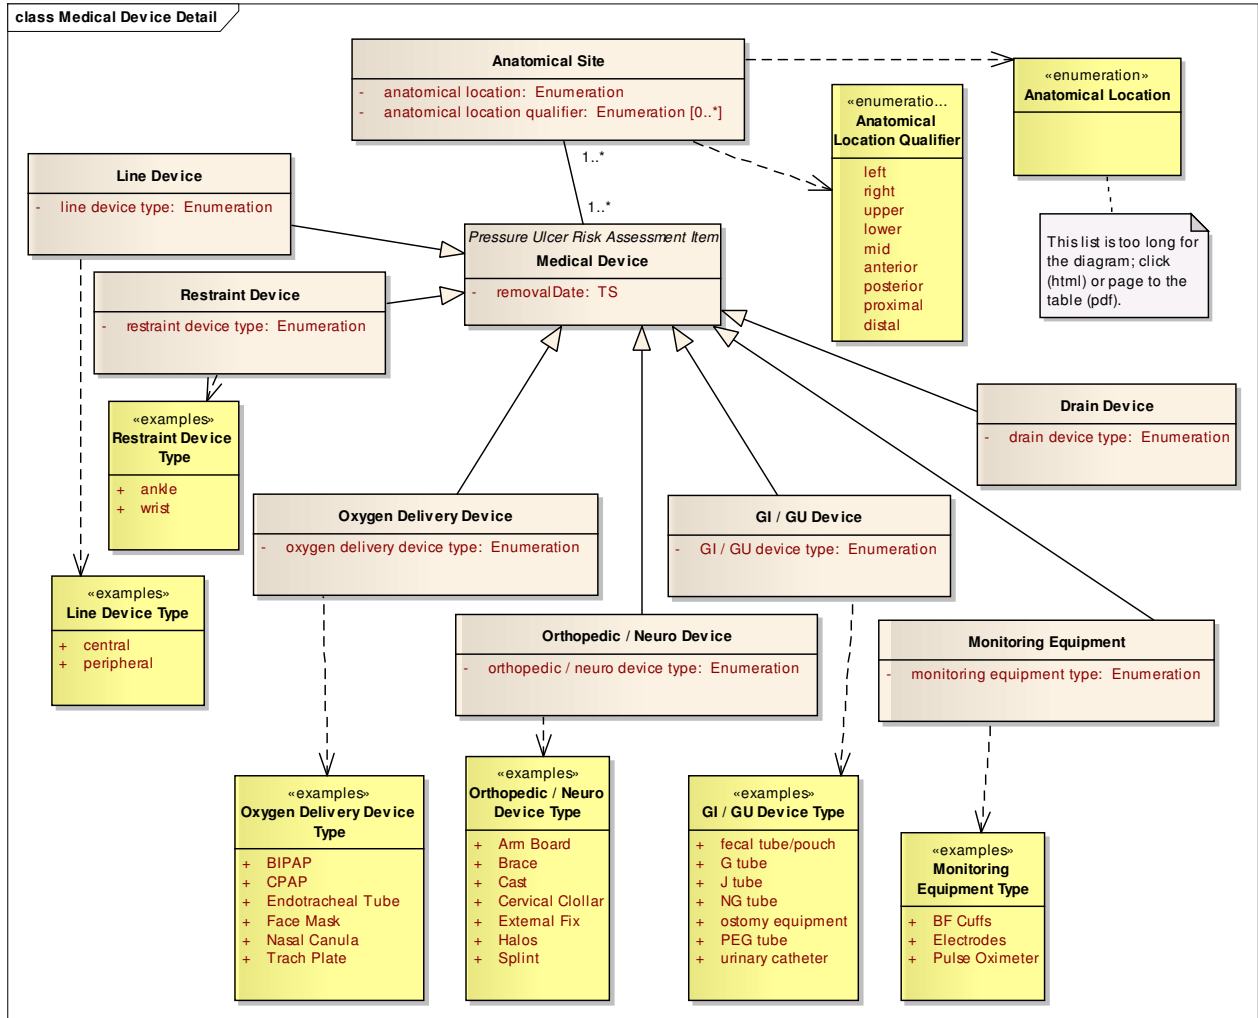 class Medical Device Detail
Anatomical Site
- anatomical location: Enumeration
- anatomical location qualifier: Enumeration [0..*]
«enumeration»
Anatomical Location
«enumeratio...
Anatomical
Location Qualifier
left
right
upper
lower
mid
anterior
posterior
proximal
distal
This list is too long for
the diagram; click
(html) or page to the
table (pdf).
1..*
1..*
Line Device
- line device type: Enumeration
Pressure Ulcer Risk Assessment Item
Medical Device
- removalDate: TS
Restraint Device
- restraint device type: Enumeration
«examples»
Restraint Device
Type
+ ankle
+ wrist
Drain Device
- drain device type: Enumeration
Oxygen Delivery Device
- oxygen delivery device type: Enumeration
GI / GU Device
- GI / GU device type: Enumeration
«examples»
Line Device Type
+ central
+ peripheral
Orthopedic / Neuro Device
- orthopedic / neuro device type: Enumeration
Monitoring Equipment
- monitoring equipment type: Enumeration
«examples»
Oxygen Delivery Device
Type
+ BIPAP
+ CPAP
+ Endotracheal Tube
+ Face Mask
+ Nasal Canula
+ Trach Plate
«examples»
Orthopedic / Neuro
Device Type
+ Arm Board
+ Brace
+ Cast
+ Cervical Clollar
+ External Fix
+ Halos
+ Splint
«examples»
GI / GU Device Type
+ fecal tube/pouch
+ G tube
+ J tube
+ NG tube
+ ostomy equipment
+ PEG tube
+ urinary catheter
«examples»
Monitoring
Equipment Type
+ BF Cuffs
+ Electrodes
+ Pulse Oximeter